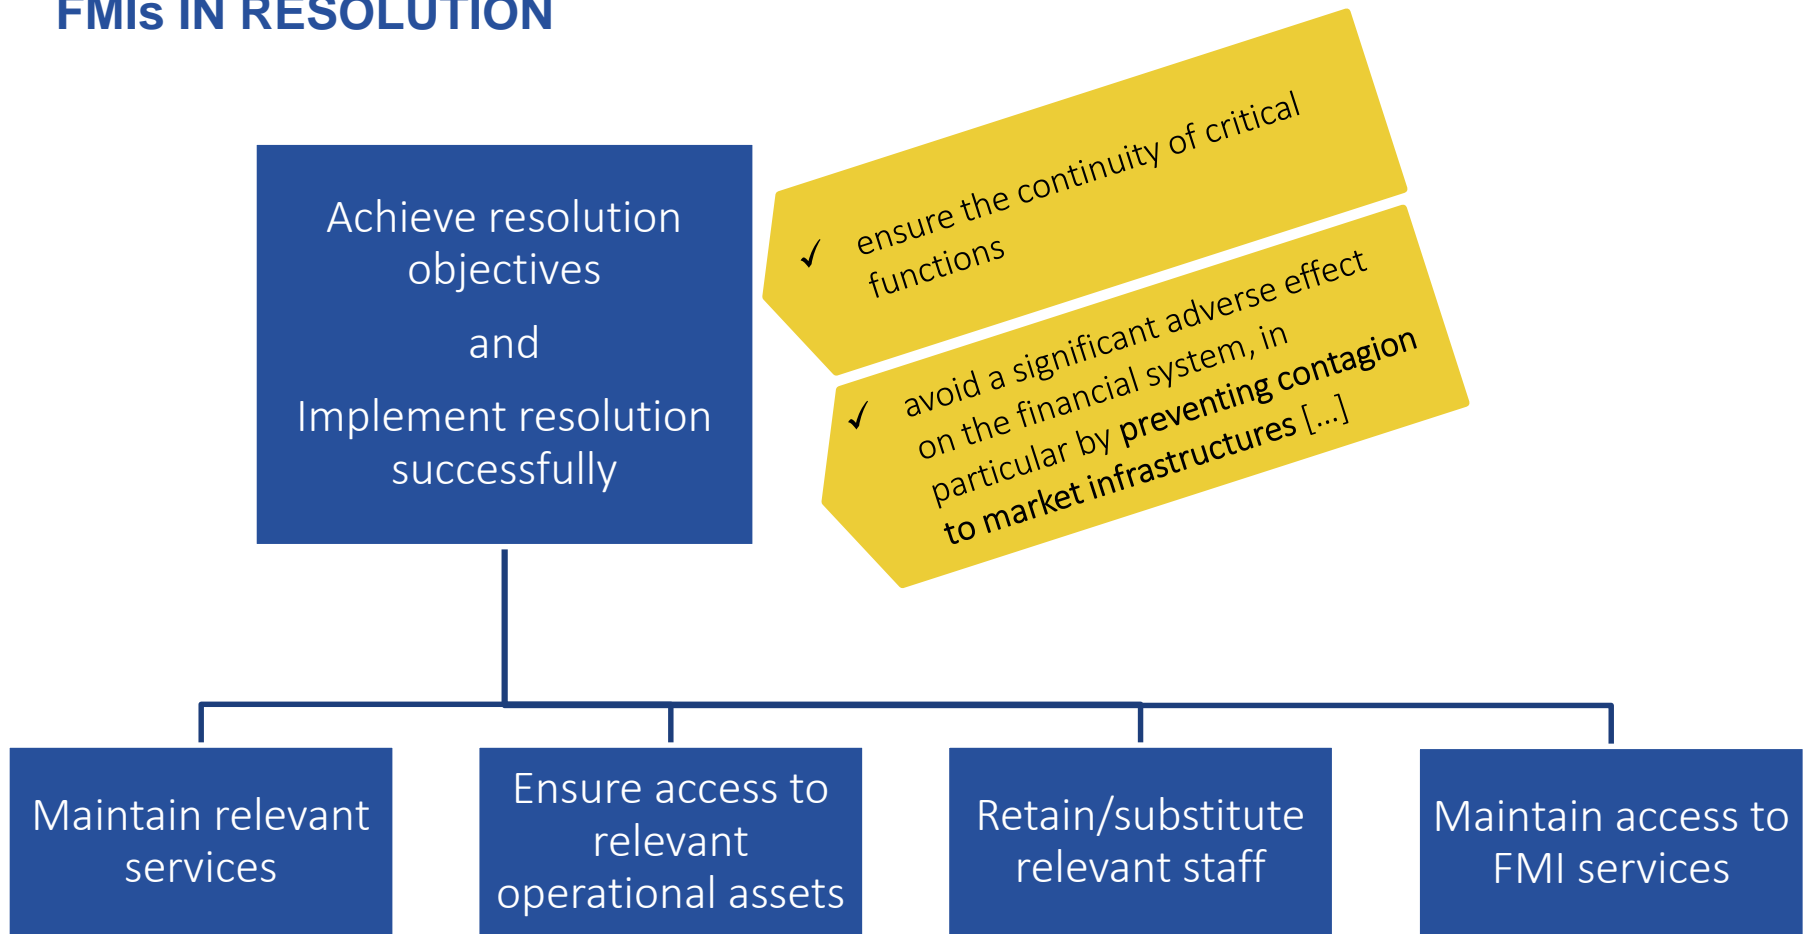 FMIs IN RESOLUTION
Achieve resolution
objectives
and
Implement resolution
successfully
✓ ensure the continuity of critical
functions
✓ avoid a significant adverse effect
on the financial system, in
particular by preventing contagion
to market infrastructures [...]
Maintain relevant
services
Ensure access to
relevant
operational assets
Retain/substitute
relevant staff
Maintain access to
FMI services